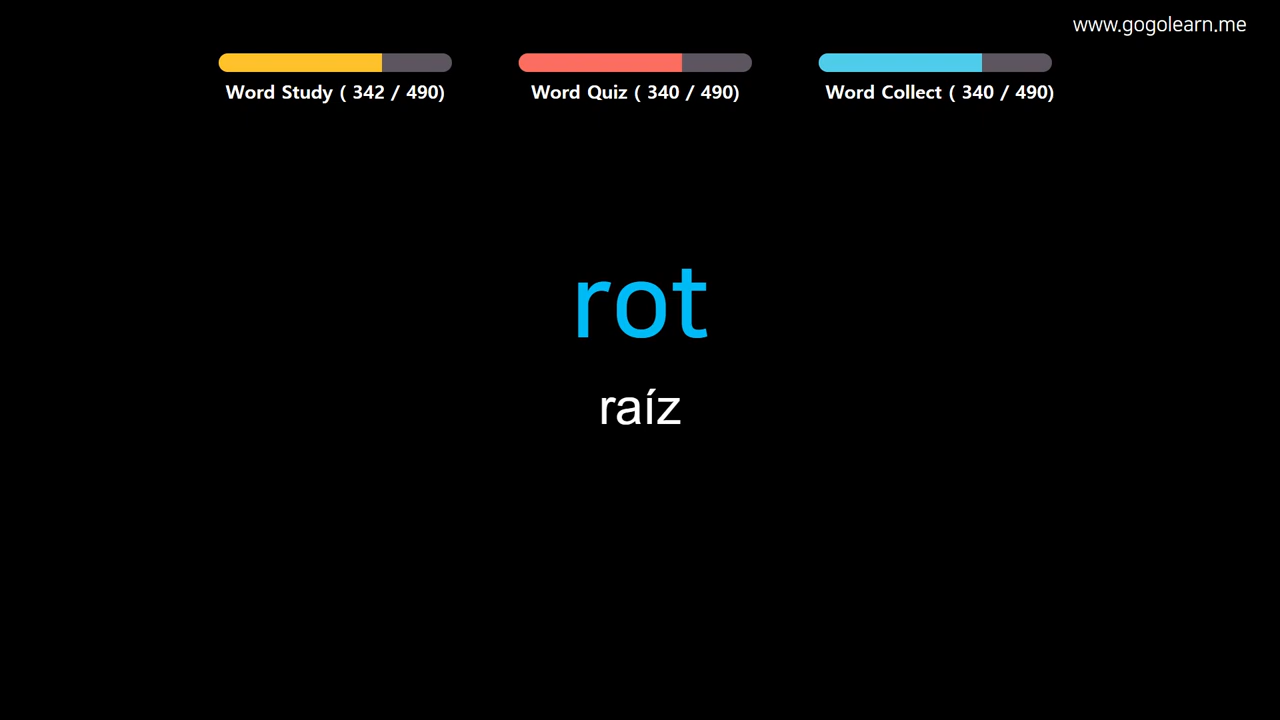 www.gogolearn.me
Word Study ( 342 / 490)
Word Quiz ( 340 / 490)
Word Collect ( 340 / 490)
rot
raíz